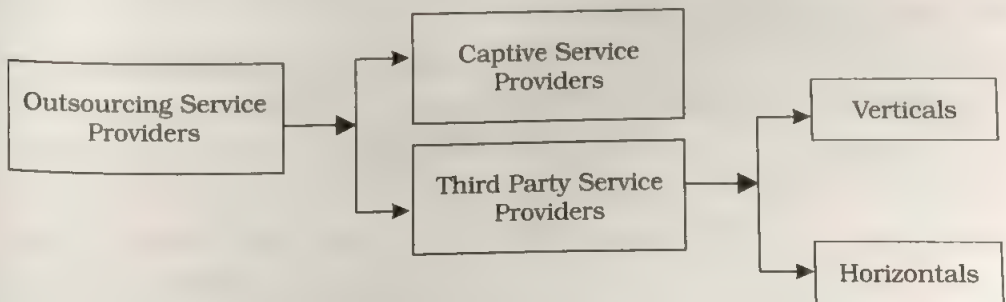 Outsourcing Service
Providers
Captive Service
Providers
Third Party Service
Providers
Verticals
Horizontals